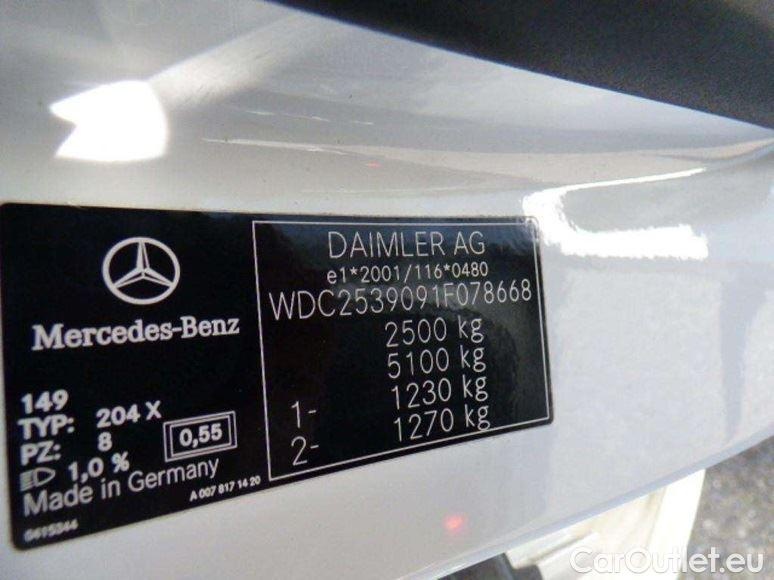 Mercedes-Benz
149
TYP: 204 X
PZ: 8
0,55
1,0 %
Made in Germany
A 007 817 14 20
0415344
DAIMLER AG
e1*2001/116*0480
WDC2539091F078668
2500 kg
5100 kg
1- 1230 kg
2- 1270 kg
CarOutlet.eu